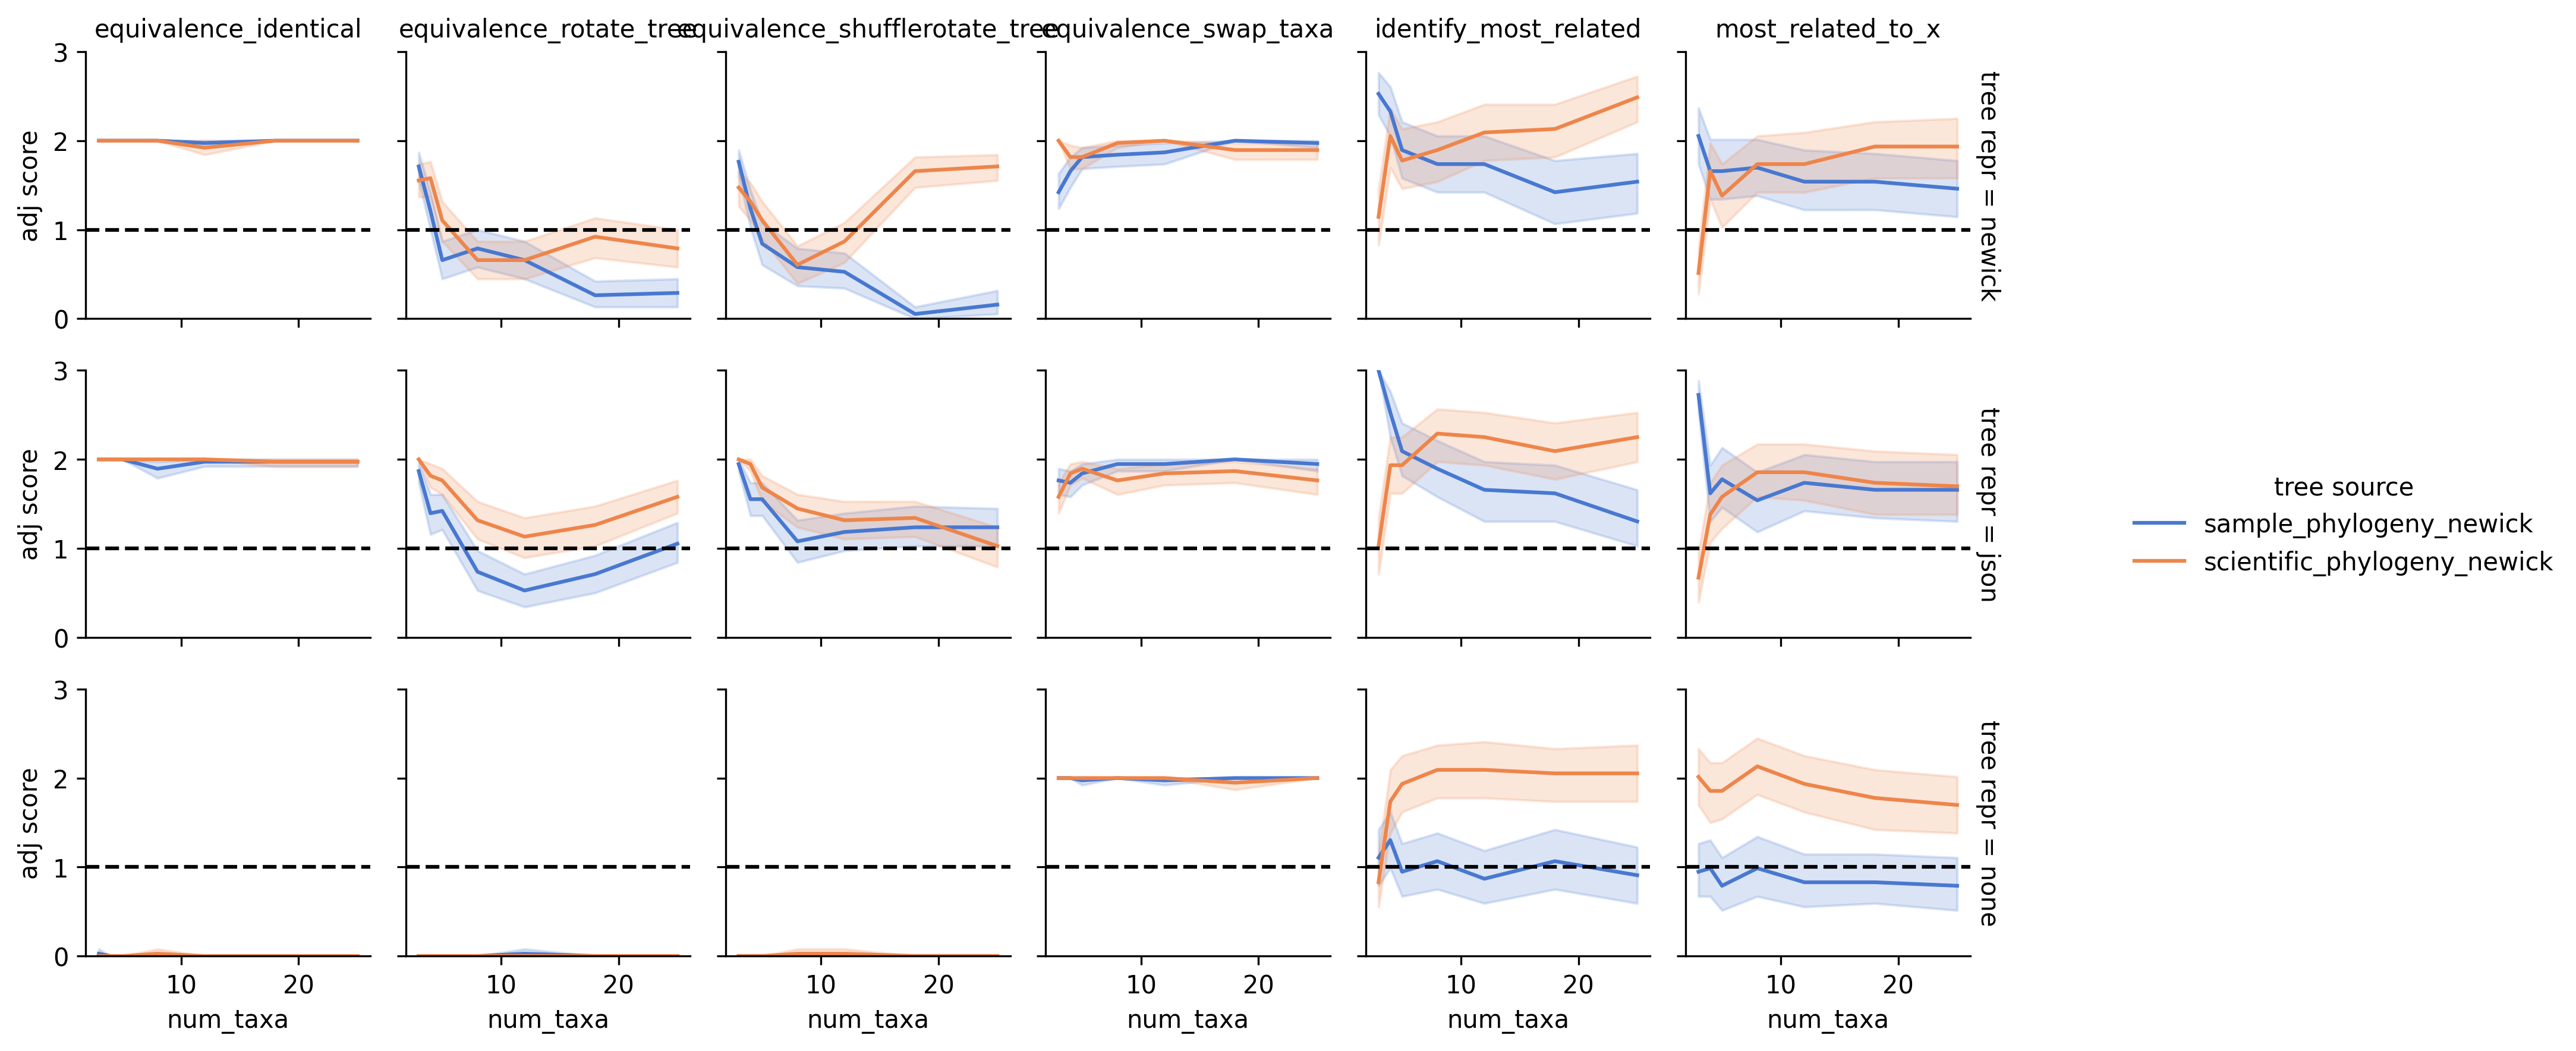 equivalence_identical
equivalence_rotate_tree
equivalence_shufflerotate_tree
equivalence_swap_taxa
identify_most_related
most_related_to_x
3
2
1
0
adj score
tree repr = newick
3
2
1
0
adj score
tree repr = json
tree source
sample_phylogeny_newick
scientific_phylogeny_newick
3
2
1
0
adj score
tree repr = none
10 20
10 20
10 20
10 20
10 20
10 20
num_taxa
num_taxa
num_taxa
num_taxa
num_taxa
num_taxa